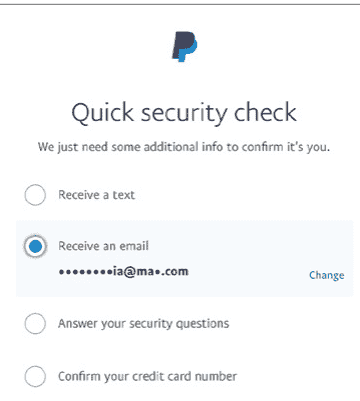 Quick security check
We just need some additional info to confirm it's you.
Receive a text
Receive an email
••••••••ia@ma•.com
Change
Answer your security questions
Confirm your credit card number